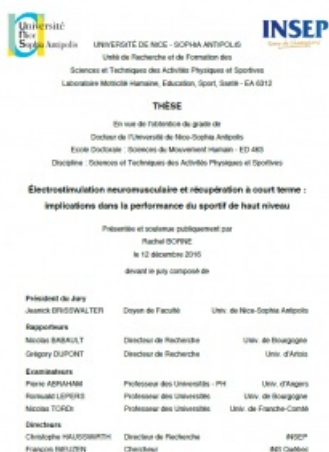 Université
Nice
Sophia Antipolis
INSEP
UNIVERSITÉ DE NICE - SOPHIA ANTIPOLIS
Unité de Recherche et de Formation des
Sciences et Techniques des Activités Physiques et Sportives
Laboratoire Motricité Humaine, Education, Sport, Santé - EA 6312
THÈSE
En vue de l'obtention du grade de
Docteur de l'Université de Nice-Sophia Antipolis
Ecole Doctorale : Sciences du Mouvement Humain - ED 463
Discipline : Sciences et Techniques des Activités Physiques et Sportives
Électrostimulation neuromusculaire et récupération à court terme :
implications dans la performance du sportif de haut niveau
Présentée et soutenue publiquement par
Rachel BORNE
le 12 décembre 2016
devant le jury composé de
Président du Jury
Jeanick BRISSWALTER Doyen de Faculté Univ. de Nice-Sophia Antipolis
Rapporteurs
Nicolas BABAULT Directeur de Recherche Univ. de Bourgogne
Grégory DUPONT Directeur de Recherche Univ. d'Artois
Examinateurs
Pierre ABRAHAM Professeur des Universités - PH Univ. d'Angers
Romuald LEPERS Professeur des Universités Univ. de Bourgogne
Nicolas TORDI Professeur des Universités Univ. de Franche-Comté
Directeurs
Christophe HAUSSWIRTH Directeur de Recherche INSEP
François BIEUZEN Chercheur INS Québec